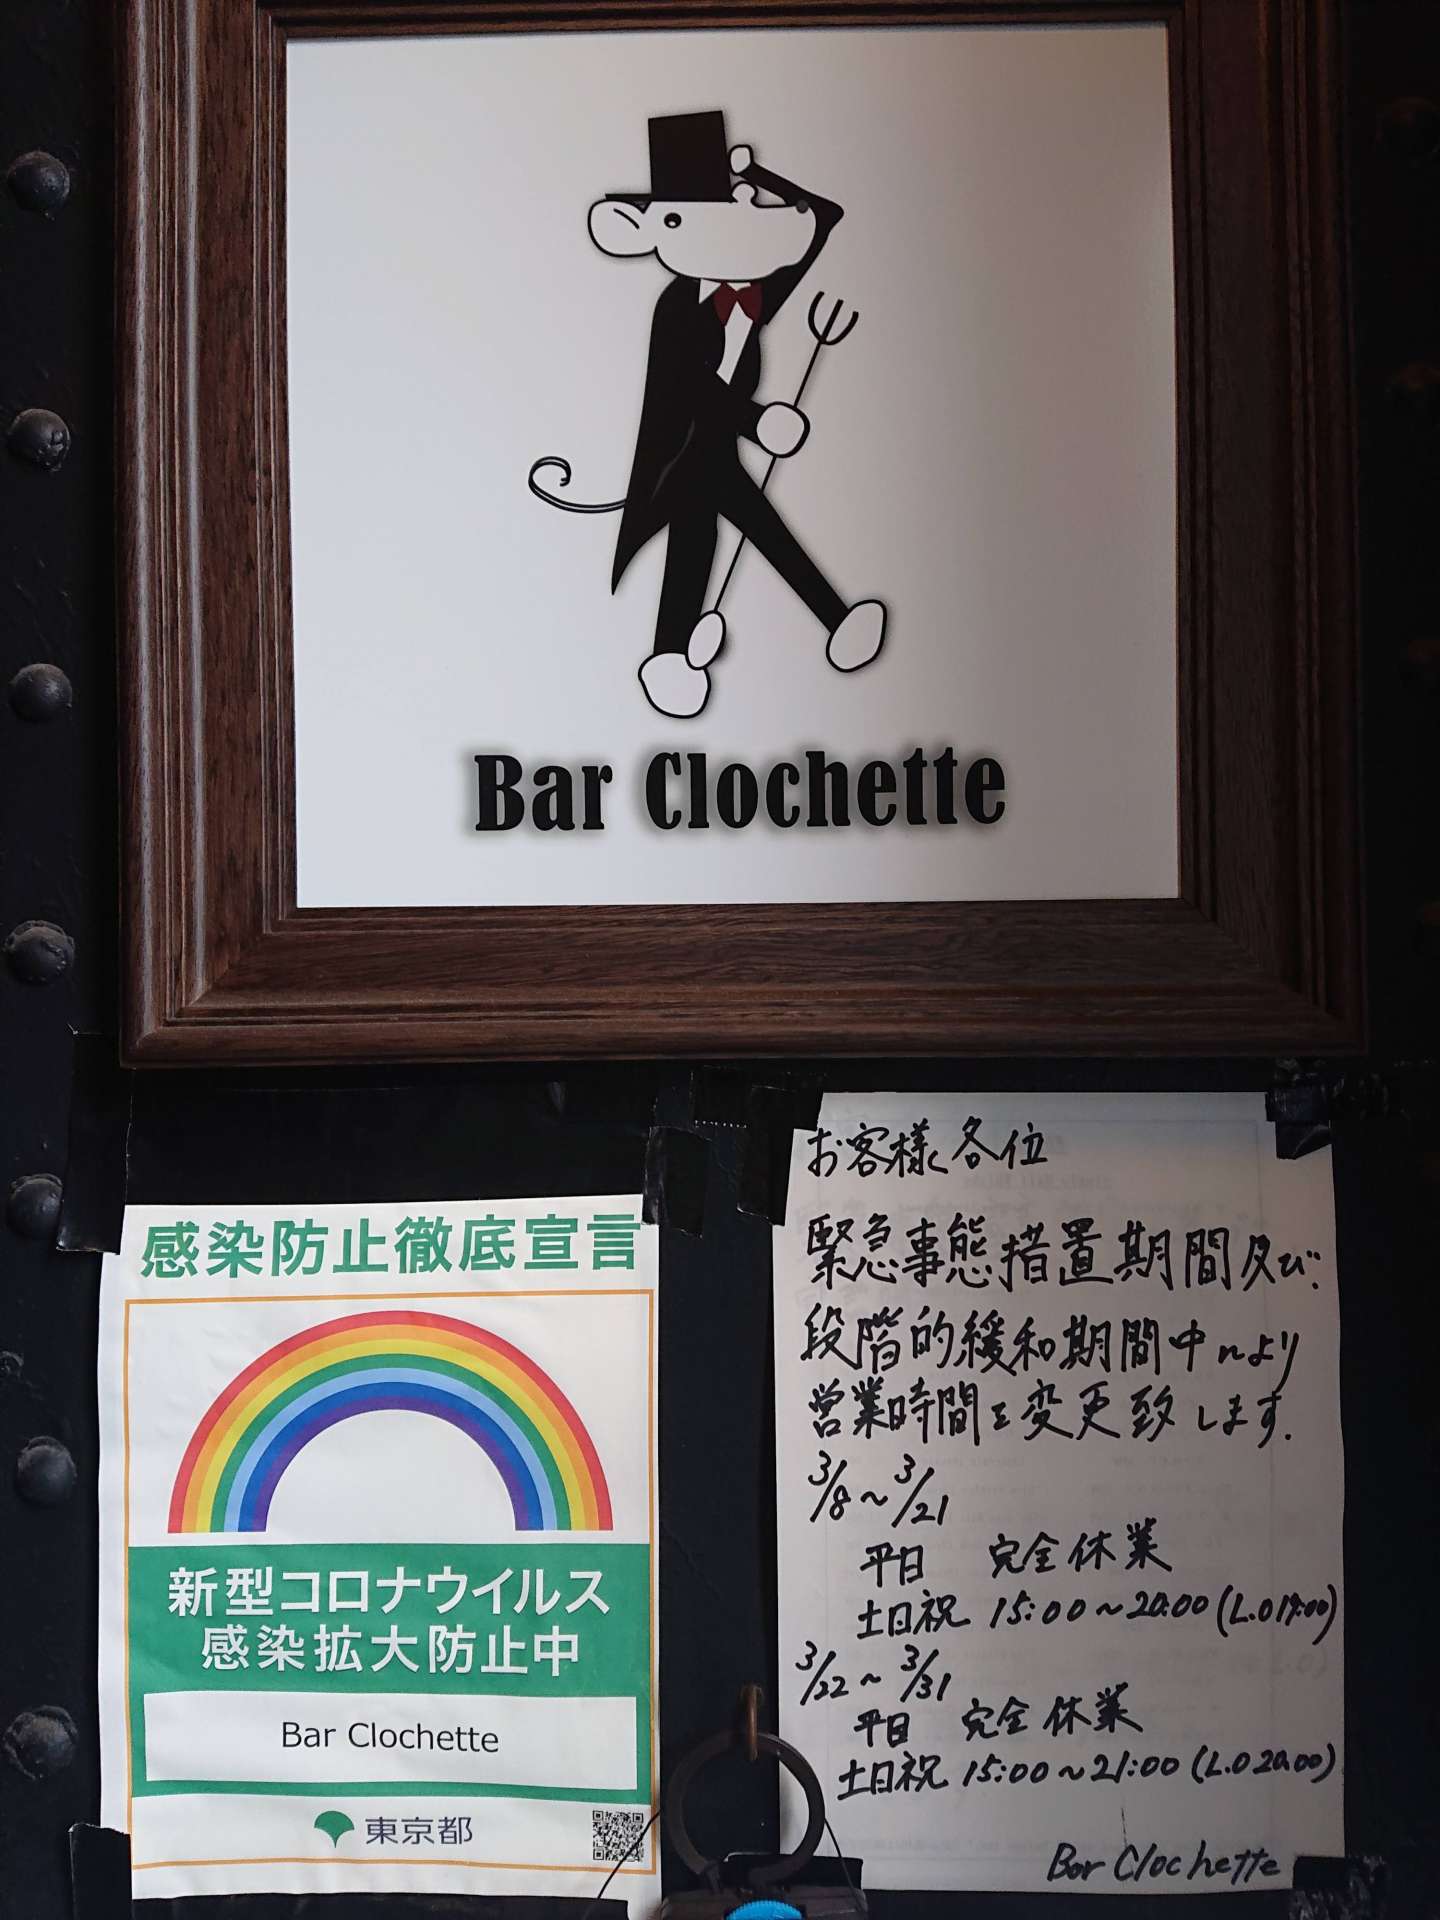 Bar Clochette
感染防止徹底宣言
新型コロナウイルス
感染拡大防止中
Bar Clochette
東京都
お客様各位
緊急事態措置期間及び
段階的緩和期間中により
営業時間を変更致します.
3/8～3/21
平日 完全休業
土日祝 15:00～20:00 (L.O 19:00)
3/22～3/31
平日 完全休業
土日祝 15:00～21:00 (L.O 20:00)
Bar Clochette